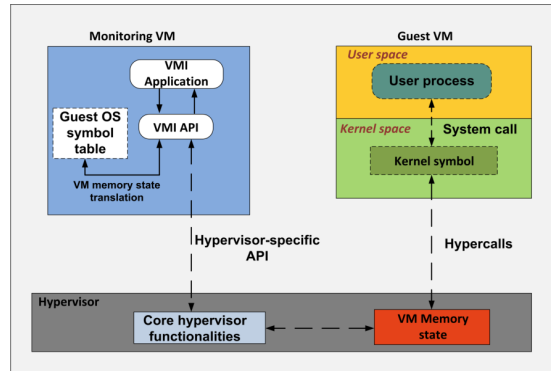 Monitoring VM
Guest VM
VMI
Application
Guest OS
symbol
table
VMI API
VM memory state
translation
User space
User process
Kernel space
System call
Kernel symbol
Hypervisor-specific
API
Hypercalls
Hypervisor
Core hypervisor
functionalities
VM Memory
state